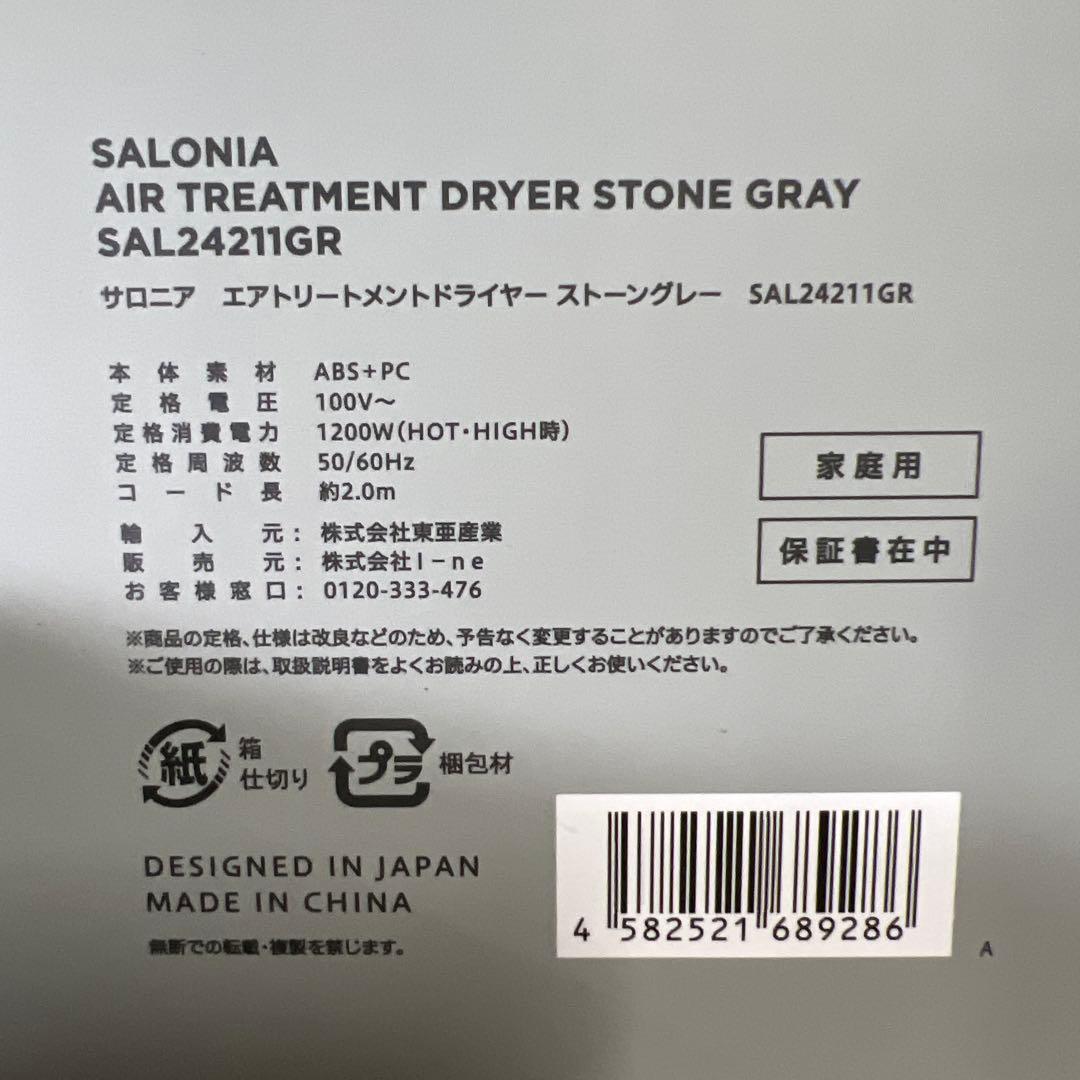 SALONIA
AIR TREATMENT DRYER STONE GRAY
SAL24211GR
サロニア エアトリートメントドライヤー ストーングレー SAL24211GR
本体素材 ABS+PC
定格電圧 100V〜
定格消費電力 1200W(HOT・HIGH時)
定格周波数 50/60Hz
コード長 約2.0m
家庭用
輸入元: 株式会社東亜産業
販売元: 株式会社I-ne
お客様窓口: 0120-333-476
保証書在中
※商品の定格、仕様は改良などのため、予告なく変更することがありますのでご了承ください。
※ご使用の際は、取扱説明書をよくお読みの上、正しくお使いください。
紙 箱
仕切り
プラ 梱包材
DESIGNED IN JAPAN
MADE IN CHINA
無断での転載・複製を禁じます。
4 582521 689286
A